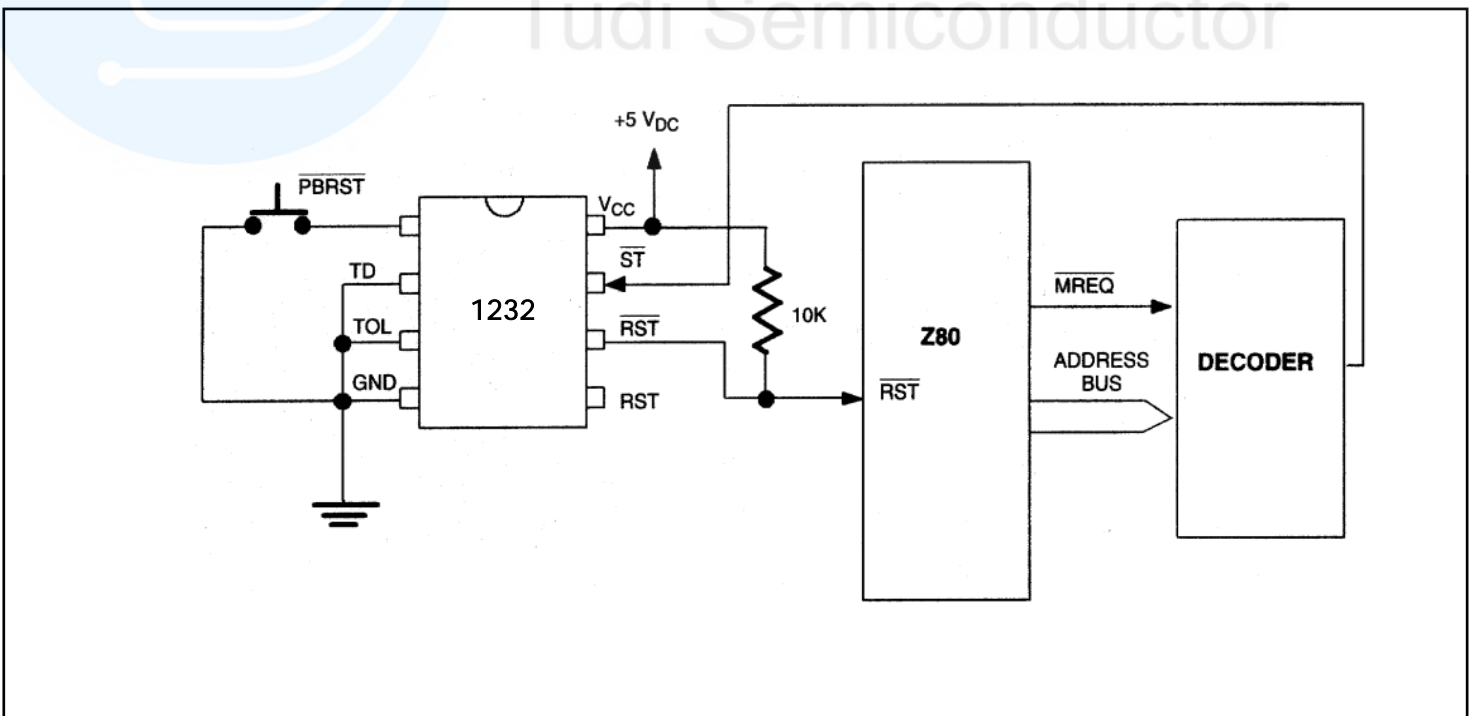 Tudi Semiconductor
+5 VDC
PBRST
VCC
TD
ST
1232
MREQ
TOL
RST
10K
Z80
ADDRESS
BUS
DECODER
GND
RST
RST